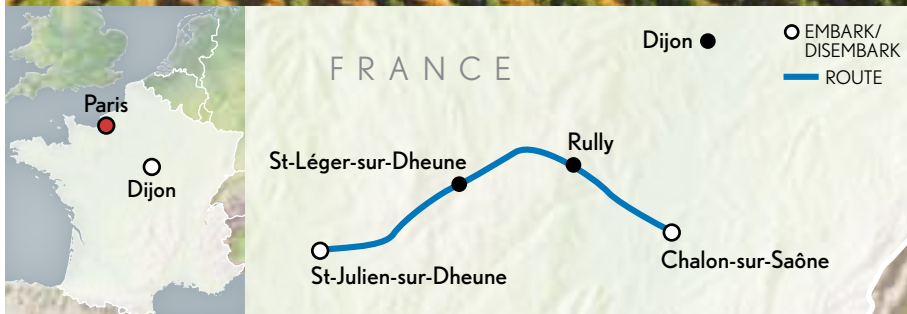 Paris
Dijon
FRANCE
Dijon
EMBARK/
DISEMBARK
ROUTE
St-Léger-sur-Dheune
Rully
St-Julien-sur-Dheune
Chalon-sur-Saône